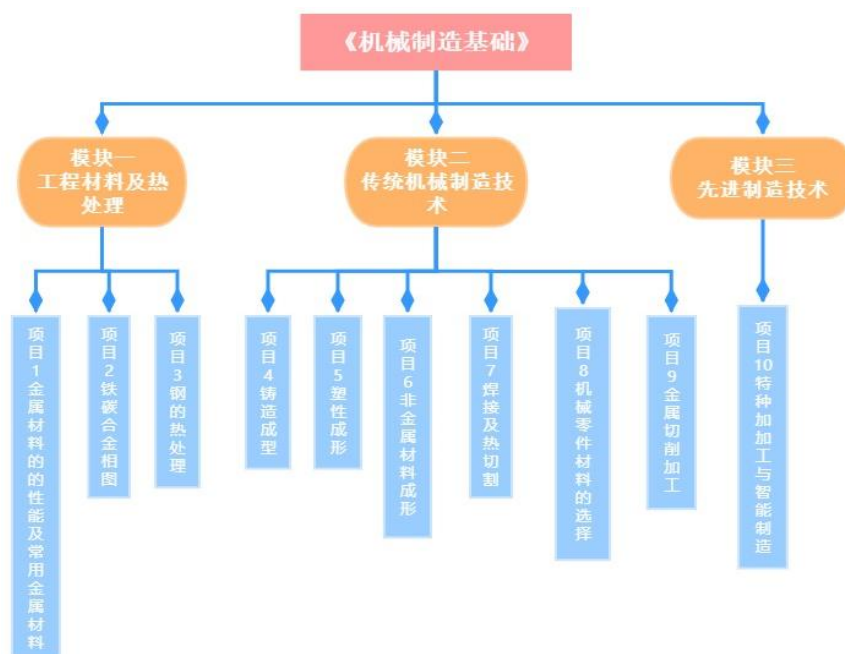 《机械制造基础》
模块一
工程材料及热
处理
模块二
传统机械制造技
术
模块三
先进制造技术
项目1金属材料的的性能及常用金属材料
项目2铁碳合金相图
项目3钢的热处理
项目4铸造成型
项目5塑性成形
项目6非金属材料成形
项目7焊接及热切割
项目8机械零件材料的选择
项目9金属切削加工
项目10特种加加工与智能制造